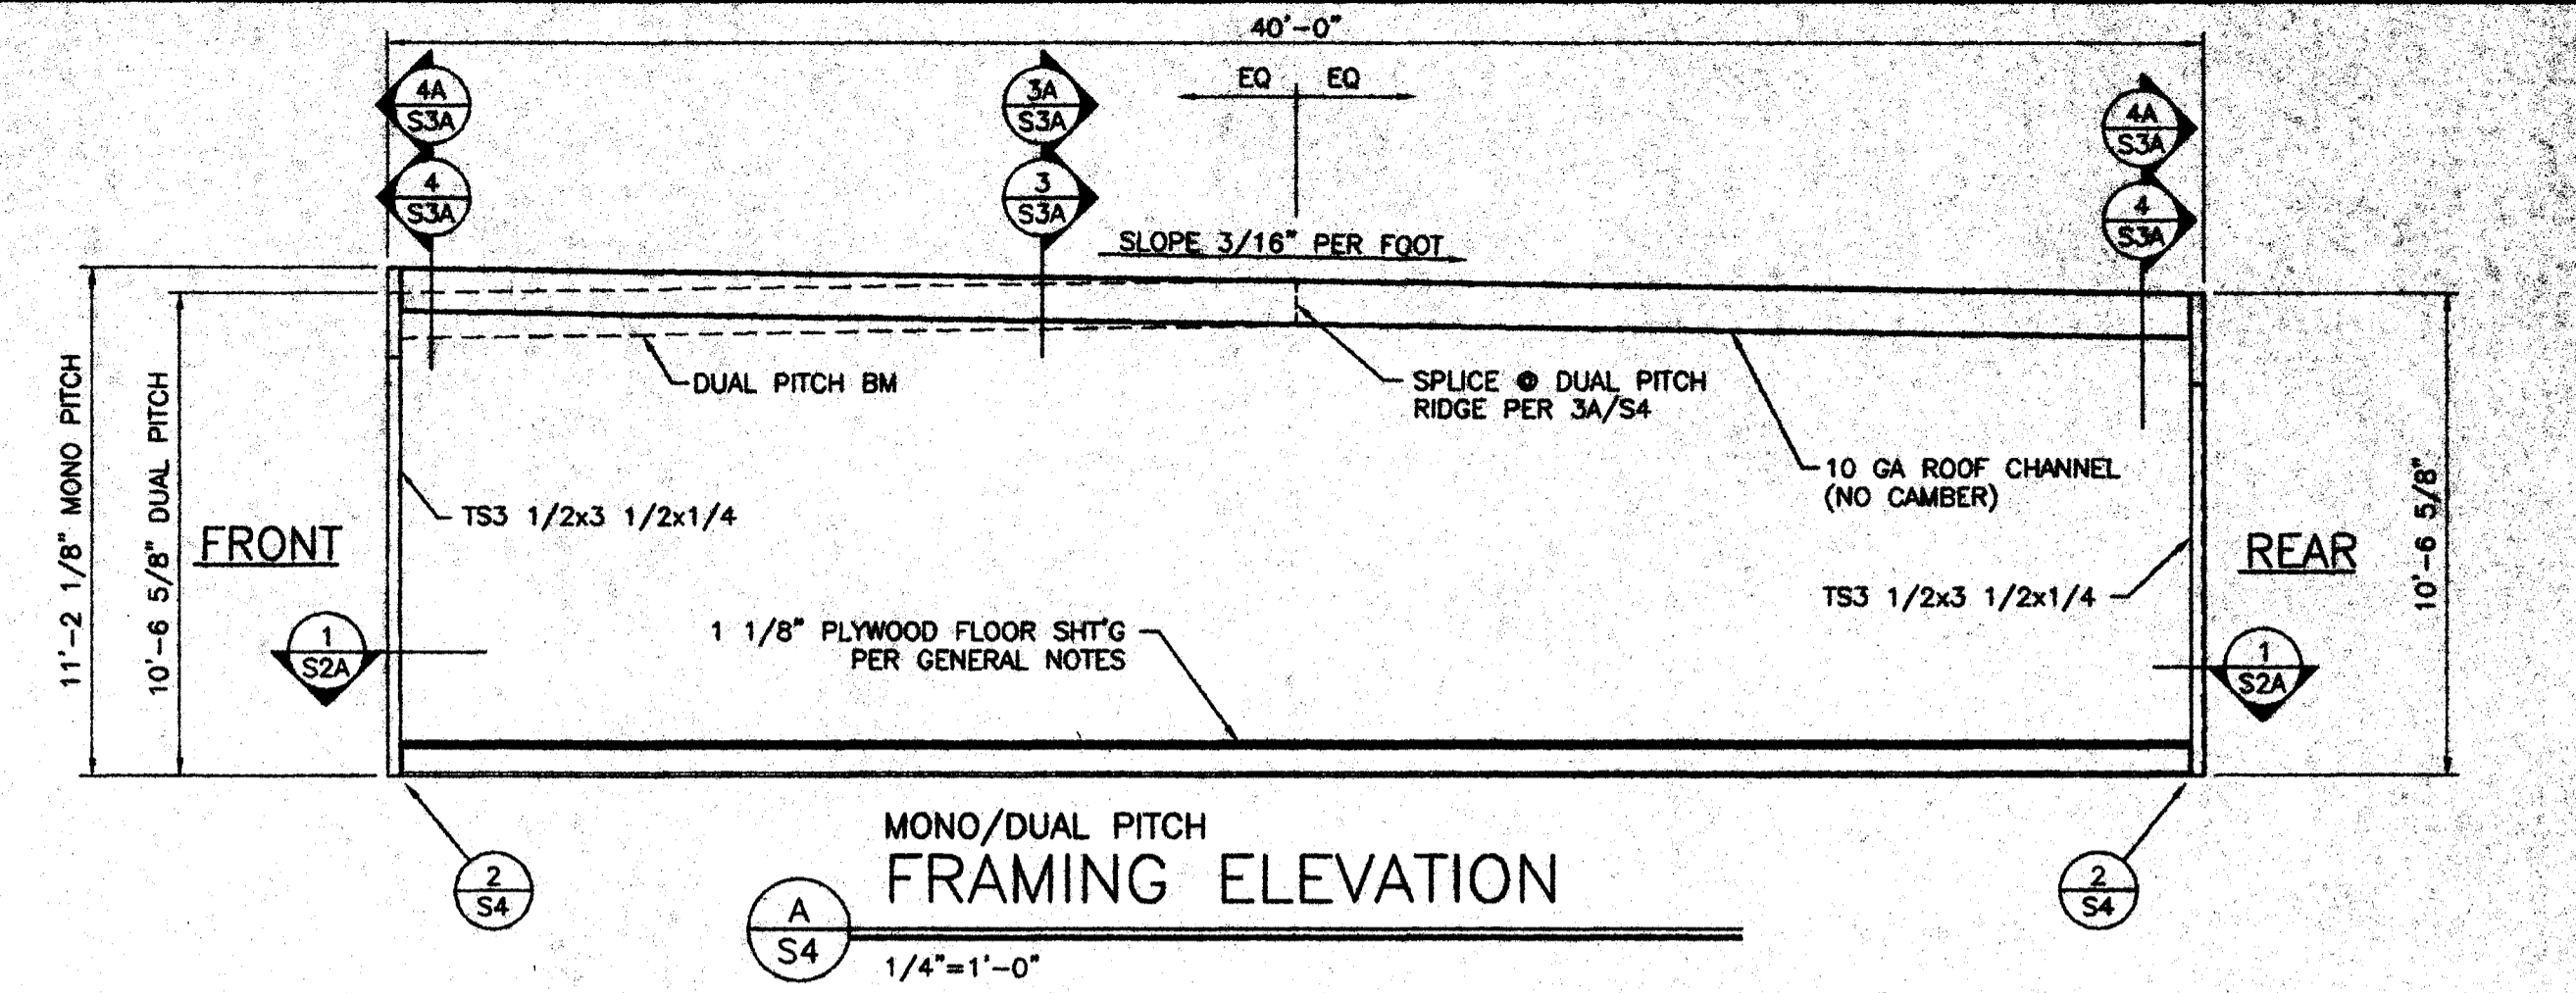 40'-0"
EQ EQ
4A
S3A
3A
S3A
4A
S3A
4
S3A
3
S3A
4
S3A
SLOPE 3/16" PER FOOT
DUAL PITCH BM
SPLICE @ DUAL PITCH
RIDGE PER 3A/S4
10 GA ROOF CHANNEL
(NO CAMBER)
11'-2 1/8" MONO PITCH
10'-6 5/8" DUAL PITCH
FRONT
TS3 1/2x3 1/2x1/4
TS3 1/2x3 1/2x1/4
REAR
10'-6 5/8"
1
S2A
1 1/8" PLYWOOD FLOOR SHT'G
PER GENERAL NOTES
1
S2A
2
S4
2
S4
MONO/DUAL PITCH
FRAMING ELEVATION
A
S4
1/4"=1'-0"